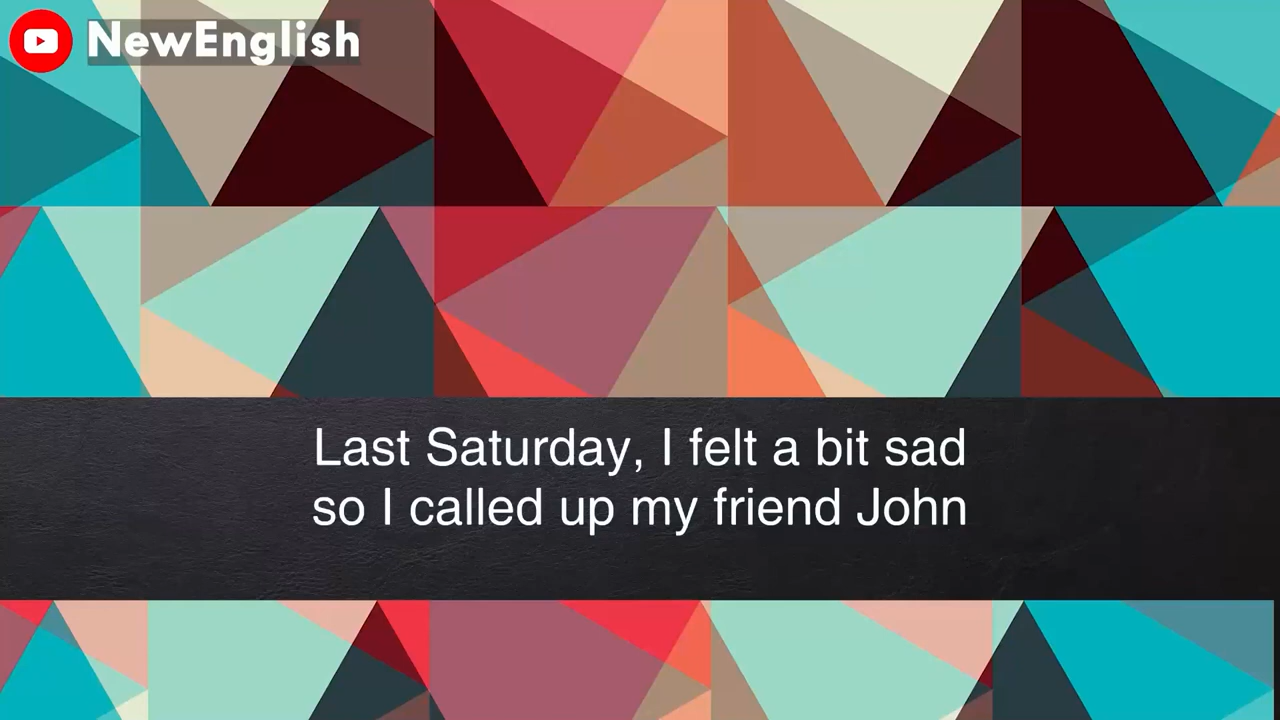 NewEnglish
Last Saturday, I felt a bit sad
so I called up my friend John